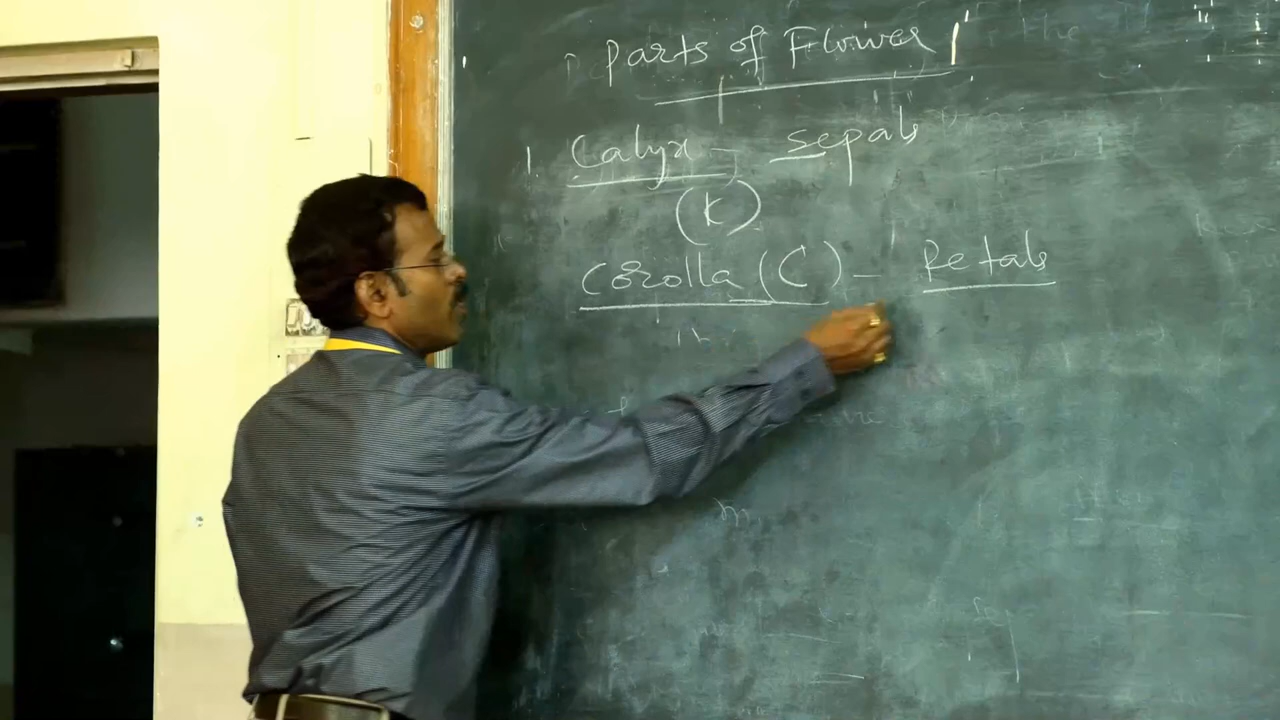 Parts of Flower
1. Calyx - sepals
(K)
Corolla (C) - Petals